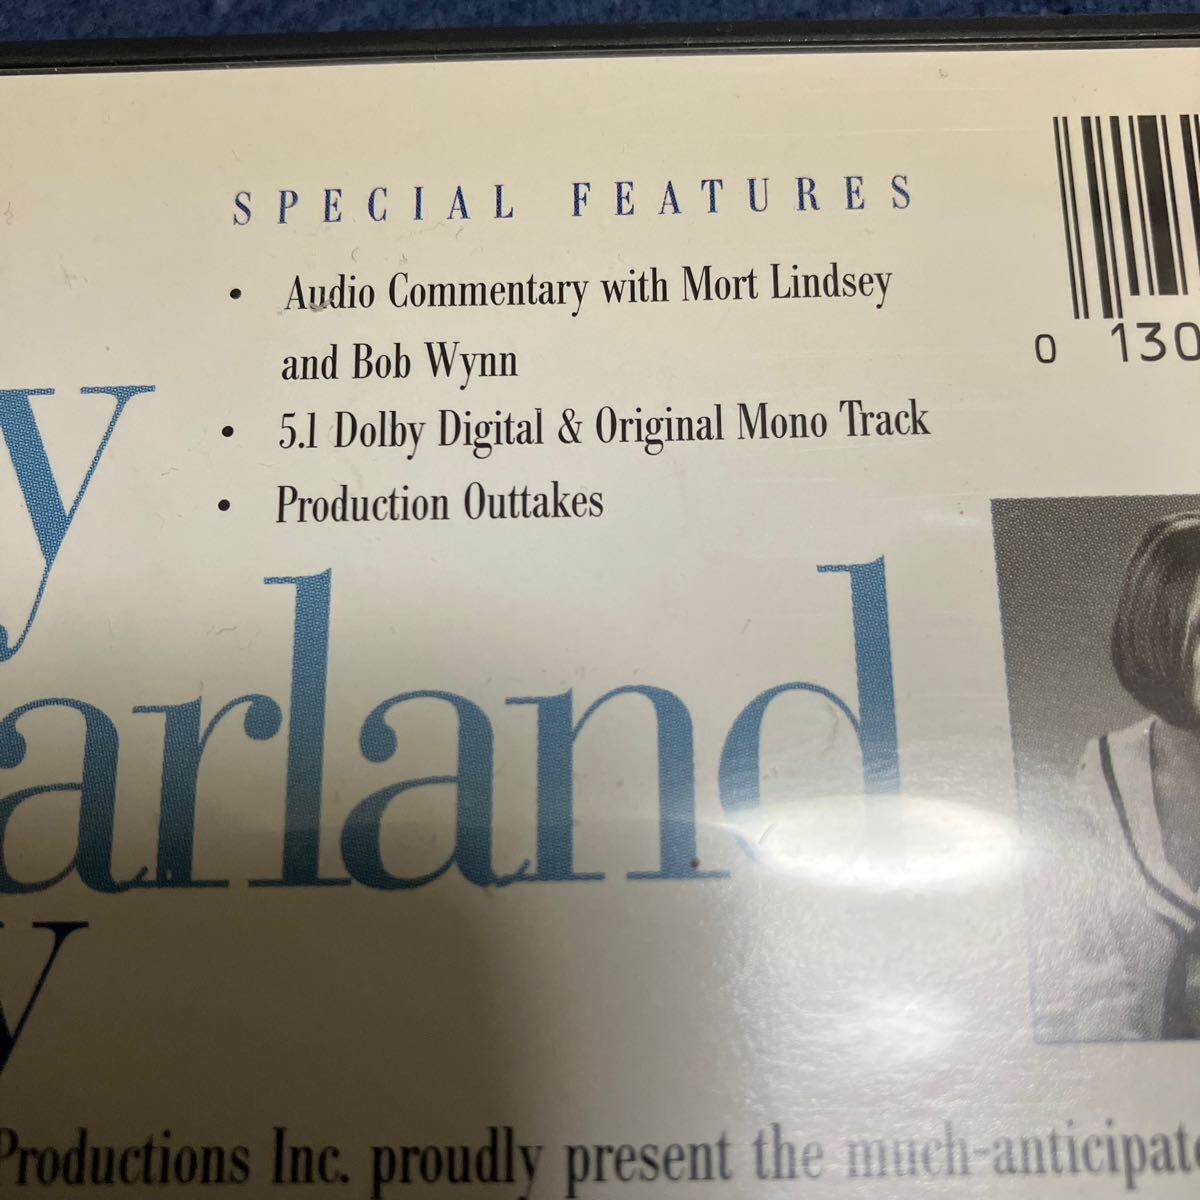 SPECIAL FEATURES
• Audio Commentary with Mort Lindsey
and Bob Wynn
• 5.1 Dolby Digital & Original Mono Track
• Production Outtakes
0 130
y
arland
y
Productions Inc. proudly present the much-anticipate